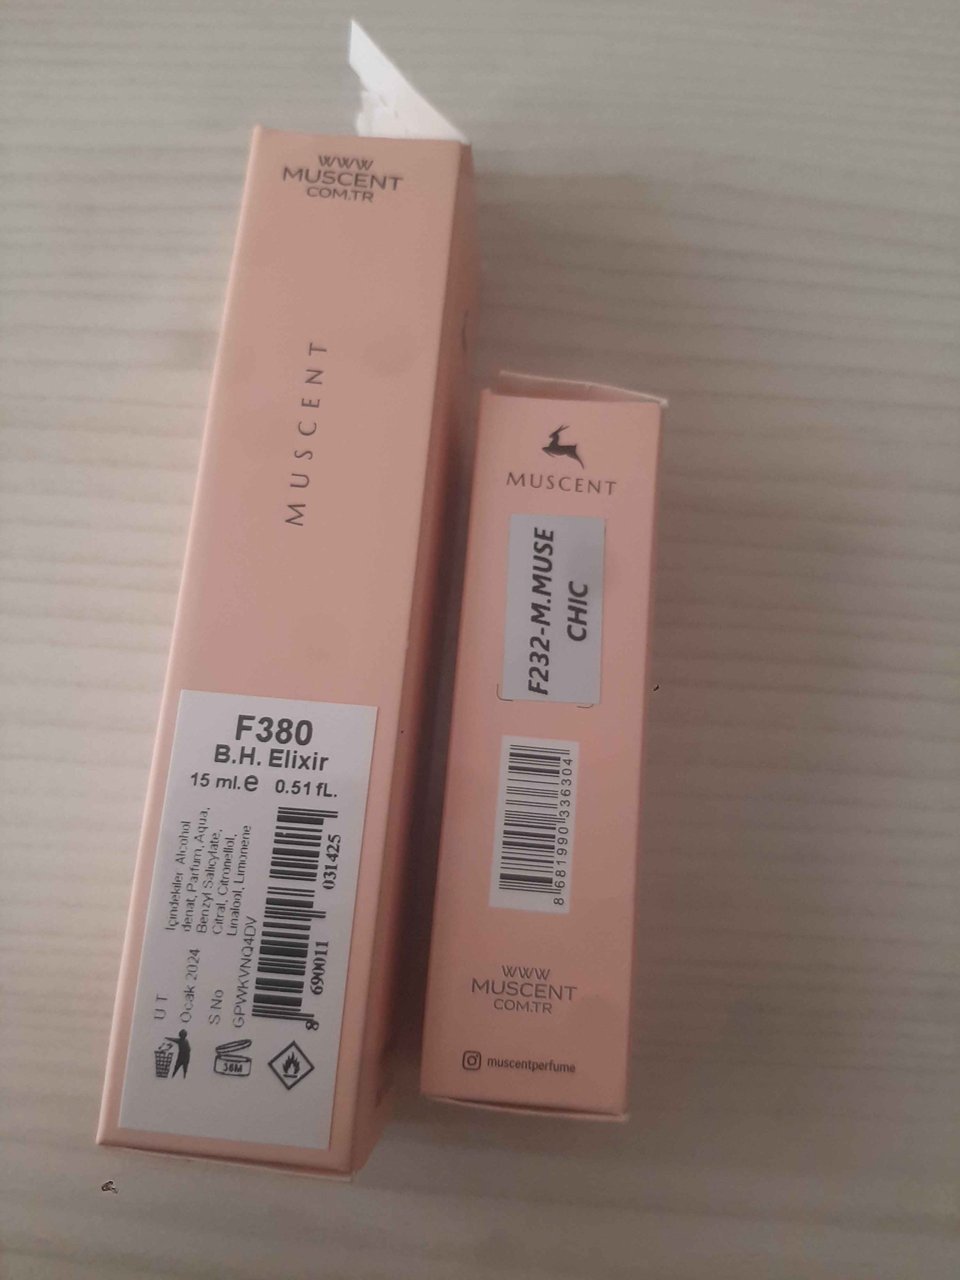 WWW
MUSCENT
COM.TR
MUSCENT
F380
B.H. Elixir
15 ml.e 0.51 fL.
İçindekiler Alcohol
denat, Parfum, Aqua,
Benzyl Salicylate,
Citral, Citronellol,
Linalool, Limonene
U T
Ocak 2024
S No
GPWKVNQ4DV
8 690011 031425
36M
MUSCENT
F232-M.MUSE
CHIC
8 681990 336304
WWW
MUSCENT
COM.TR
muscentperfume